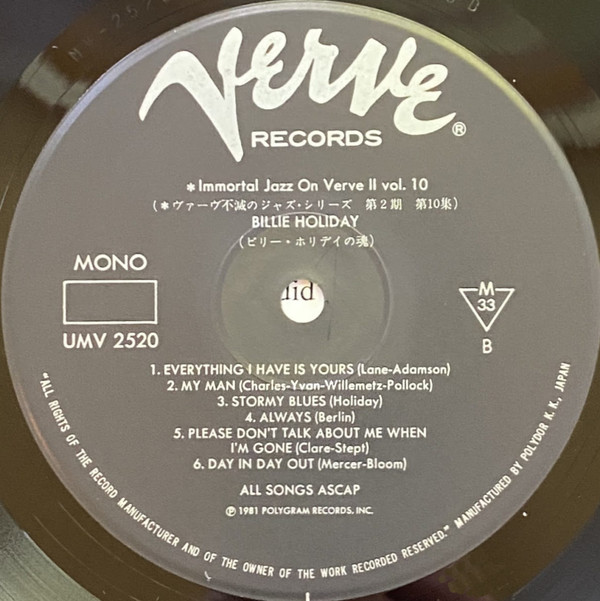 Verve
RECORDS ®
*Immortal Jazz On Verve II vol. 10
(*ヴァーヴ不滅のジャズ・シリーズ 第2期 第10集)
BILLIE HOLIDAY
(ビリー・ホリデイの魂)
MONO
UMV 2520
M
33
B
1. EVERYTHING I HAVE IS YOURS (Lane-Adamson)
2. MY MAN (Charles-Yvan-Willemetz-Pollock)
3. STORMY BLUES (Holiday)
4. ALWAYS (Berlin)
5. PLEASE DON'T TALK ABOUT ME WHEN
I'M GONE (Clare-Stept)
6. DAY IN DAY OUT (Mercer-Bloom)
ALL SONGS ASCAP
℗ 1981 POLYGRAM RECORDS, INC.
"ALL RIGHTS OF THE RECORD MANUFACTURER AND OF THE OWNER OF THE WORK RECORDED RESERVED." MANUFACTURED BY POLYDOR K. K., JAPAN